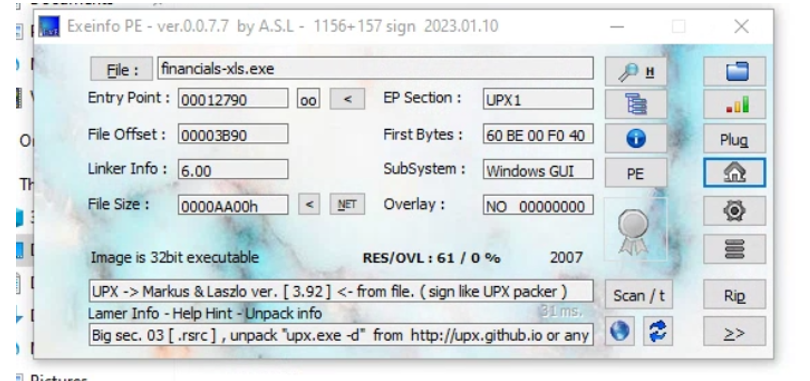 Exeinfo PE - ver.0.0.7.7 by A.S.L - 1156+157 sign 2023.01.10
File : financials-xls.exe H
Entry Point : 00012790 oo < EP Section : UPX1
File Offset : 00003B90 First Bytes : 60 BE 00 F0 40 Plug
Linker Info : 6.00 SubSystem : Windows GUI PE
File Size : 0000AA00h < NET Overlay : NO 00000000
Image is 32bit executable RES/OVL : 61 / 0 % 2007
UPX -> Markus & Laszlo ver. [ 3.92 ] <- from file. ( sign like UPX packer ) Scan / t Rip
Lamer Info - Help Hint - Unpack info 31 ms.
Big sec. 03 [ .rsrc ] , unpack "upx.exe -d" from http://upx.github.io or any >>
Pictures